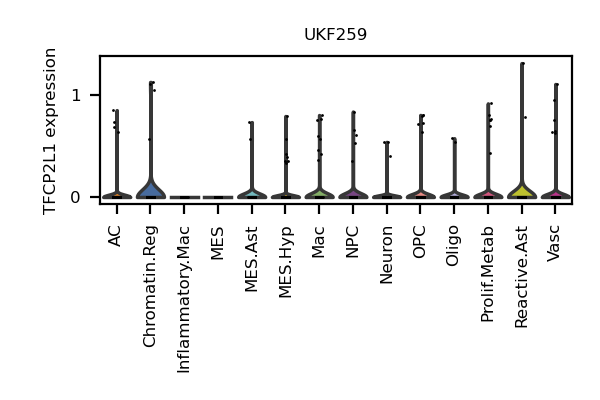 UKF259
TFCP2L1 expression
1
0
AC
Chromatin.Reg
Inflammatory.Mac
MES
MES.Ast
MES.Hyp
Mac
NPC
Neuron
OPC
Oligo
Prolif.Metab
Reactive.Ast
Vasc